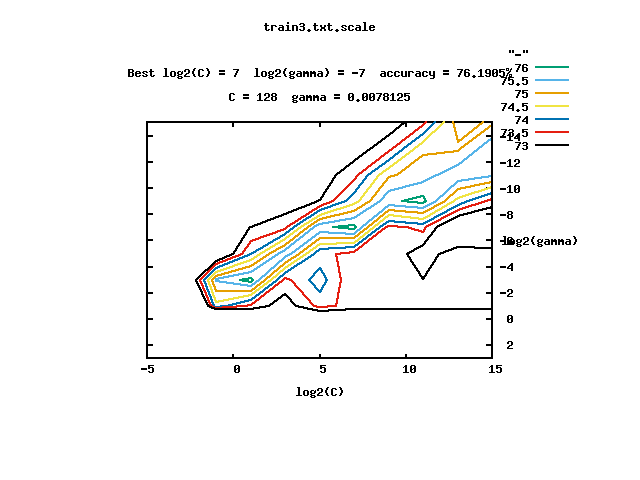 train3.txt.scale
"-"
Best log2(C) = 7  log2(gamma) = -7  accuracy = 76.1905%
C = 128  gamma = 0.0078125
76
75.5
75
74.5
74
73.5
73
-14
-12
-10
-8
-6
log2(gamma)
-4
-2
0
2
-5 0 5 10 15
log2(C)